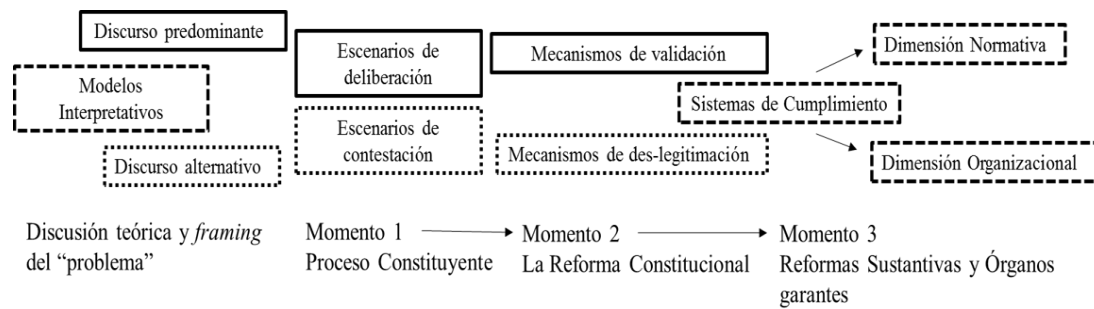 Discurso predominante
Modelos
Interpretativos
Discurso alternativo
Escenarios de
deliberación
Escenarios de
contestación
Mecanismos de validación
Mecanismos de des-legitimación
Sistemas de Cumplimiento
Dimensión Normativa
Dimensión Organizacional
Discusión teórica y framing
del “problema”
Momento 1
Proceso Constituyente
Momento 2
La Reforma Constitucional
Momento 3
Reformas Sustantivas y Órganos
garantes